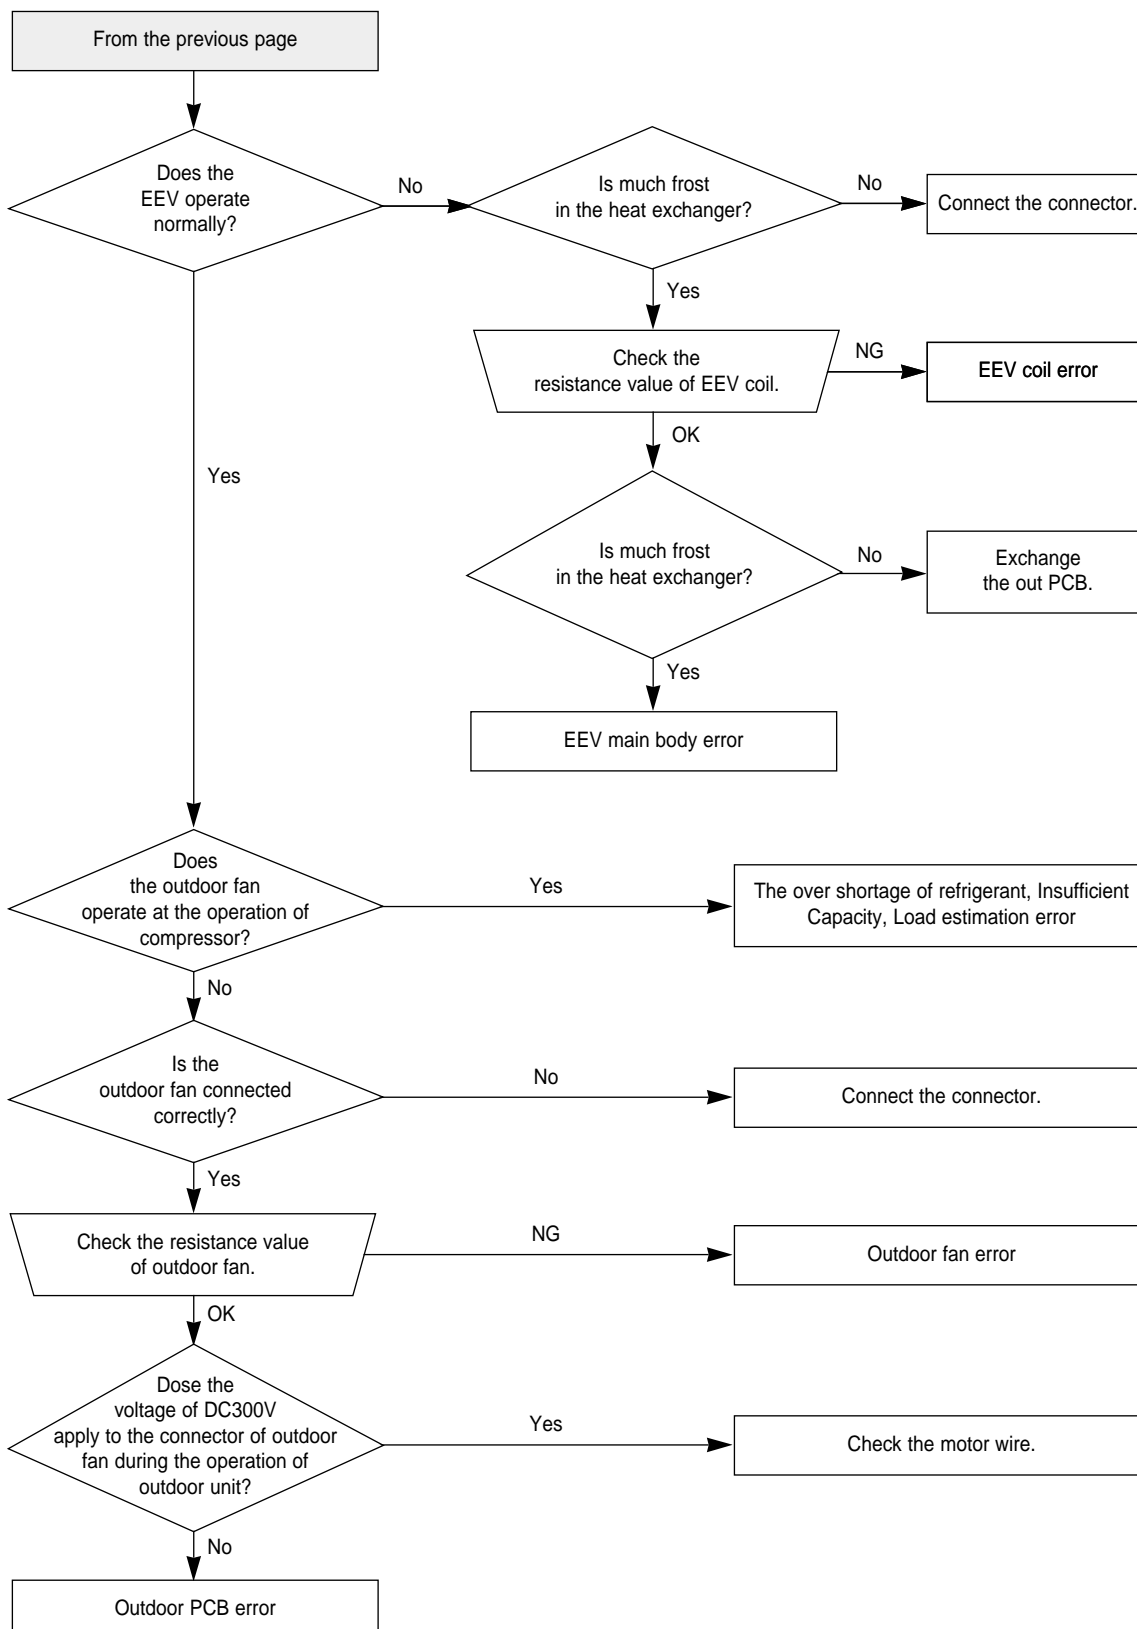 From the previous page
Does the
EEV operate
normally?
No
Is much frost
in the heat exchanger?
No
Connect the connector.
Yes
Check the
resistance value of EEV coil.
NG
EEV coil error
OK
Yes
Is much frost
in the heat exchanger?
No
Exchange
the out PCB.
Yes
EEV main body error
Does
the outdoor fan
operate at the operation of
compressor?
Yes
The over shortage of refrigerant, Insufficient
Capacity, Load estimation error
No
Is the
outdoor fan connected
correctly?
No
Connect the connector.
Yes
Check the resistance value
of outdoor fan.
NG
Outdoor fan error
OK
Dose the
voltage of DC300V
apply to the connector of outdoor
fan during the operation of
outdoor unit?
Yes
Check the motor wire.
No
Outdoor PCB error